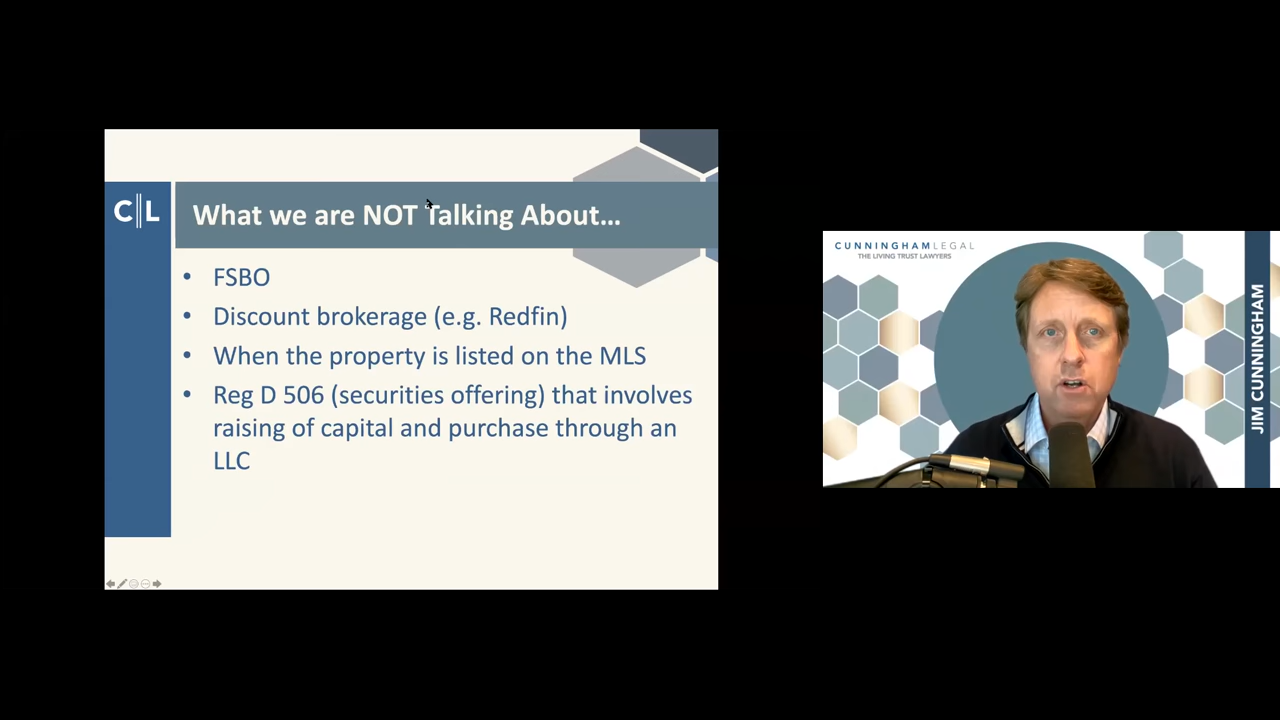 C||L
What we are NOT Talking About...
• FSBO
• Discount brokerage (e.g. Redfin)
• When the property is listed on the MLS
• Reg D 506 (securities offering) that involves
raising of capital and purchase through an
LLC
CUNNINGHAMLEGAL
THE LIVING TRUST LAWYERS
JIM CUNNINGHAM